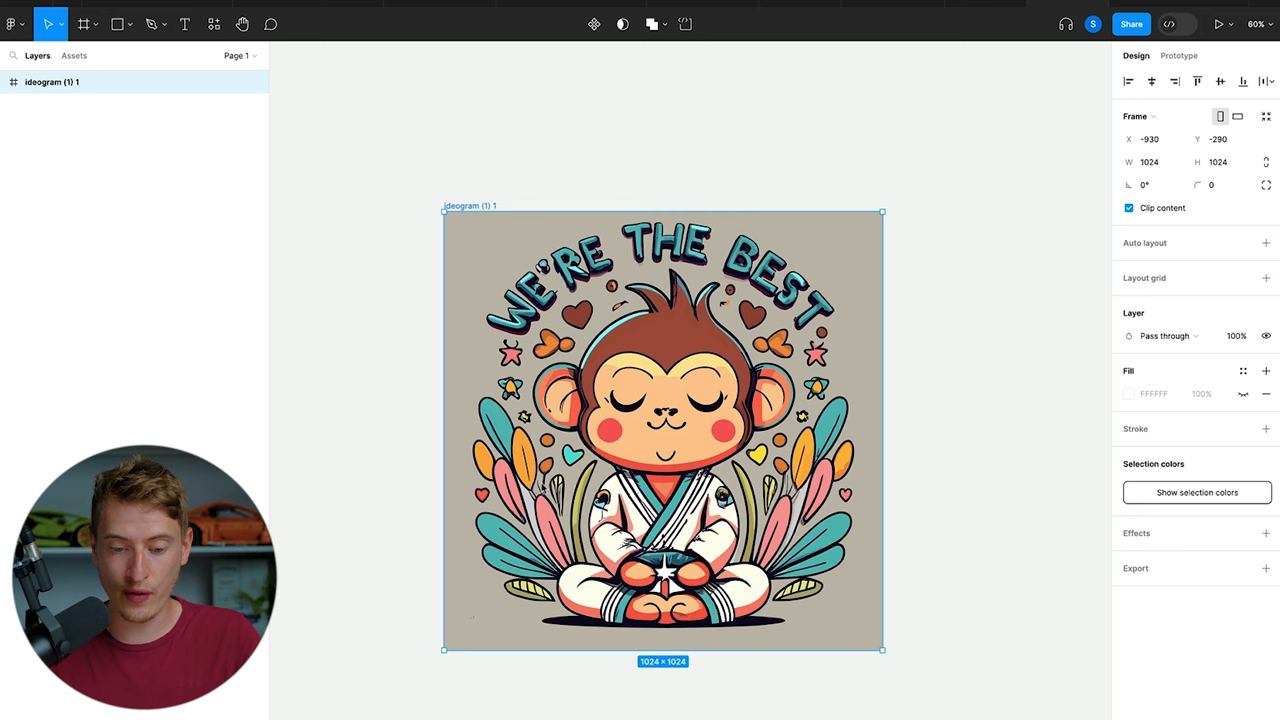 S
Share
60%
Layers
Assets
Page 1
ideogram (1) 1
Design
Prototype
Frame
X -930 Y -290
W 1024 H 1024
0° 0
Clip content
Auto layout
Layout grid
Layer
Pass through 100%
Fill
FFFFFF 100%
Stroke
Selection colors
Show selection colors
Effects
Export
ideogram (1) 1
WE'RE THE BEST
1024 × 1024